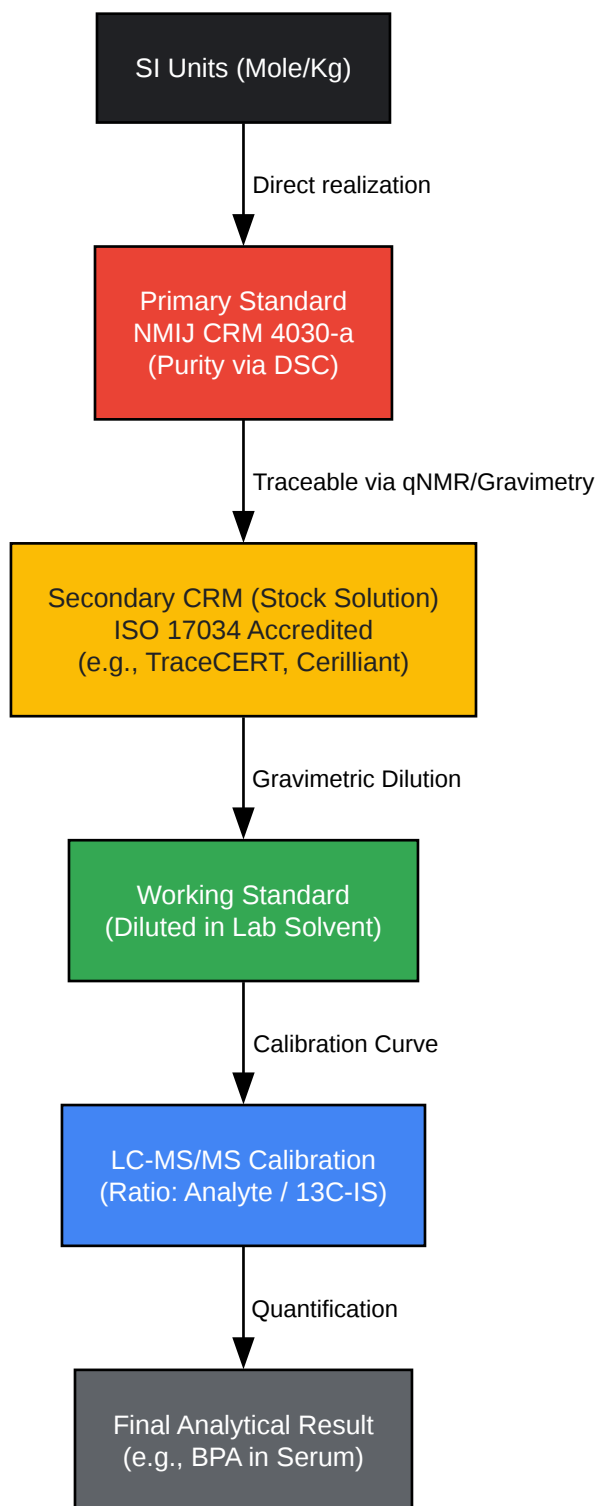 SI Units (Mole/Kg)
Direct realization
Primary Standard
NMIJ CRM 4030-a
(Purity via DSC)
Traceable via qNMR/Gravimetry
Secondary CRM (Stock Solution)
ISO 17034 Accredited
(e.g., TraceCERT, Cerilliant)
Gravimetric Dilution
Working Standard
(Diluted in Lab Solvent)
Calibration Curve
LC-MS/MS Calibration
(Ratio: Analyte / 13C-IS)
Quantification
Final Analytical Result
(e.g., BPA in Serum)